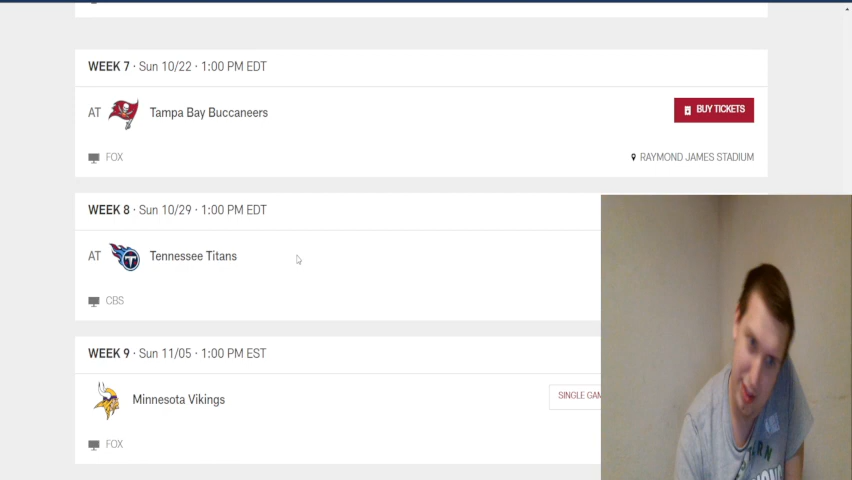 WEEK 7 · Sun 10/22 · 1:00 PM EDT
AT Tampa Bay Buccaneers
BUY TICKETS
FOX
RAYMOND JAMES STADIUM
WEEK 8 · Sun 10/29 · 1:00 PM EDT
AT Tennessee Titans
CBS
WEEK 9 · Sun 11/05 · 1:00 PM EST
Minnesota Vikings
SINGLE GAM
FOX